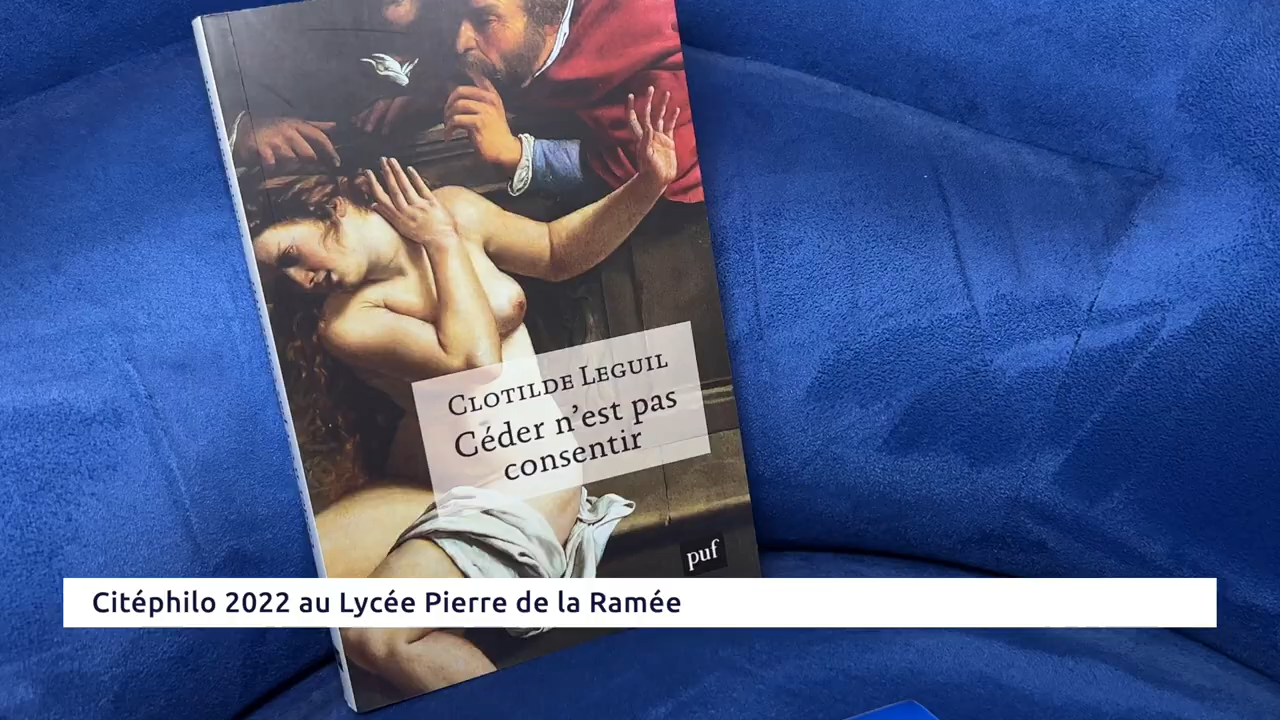 Clotilde Leguil
Céder n'est pas
consentir
puf
Citéphilo 2022 au Lycée Pierre de la Ramée